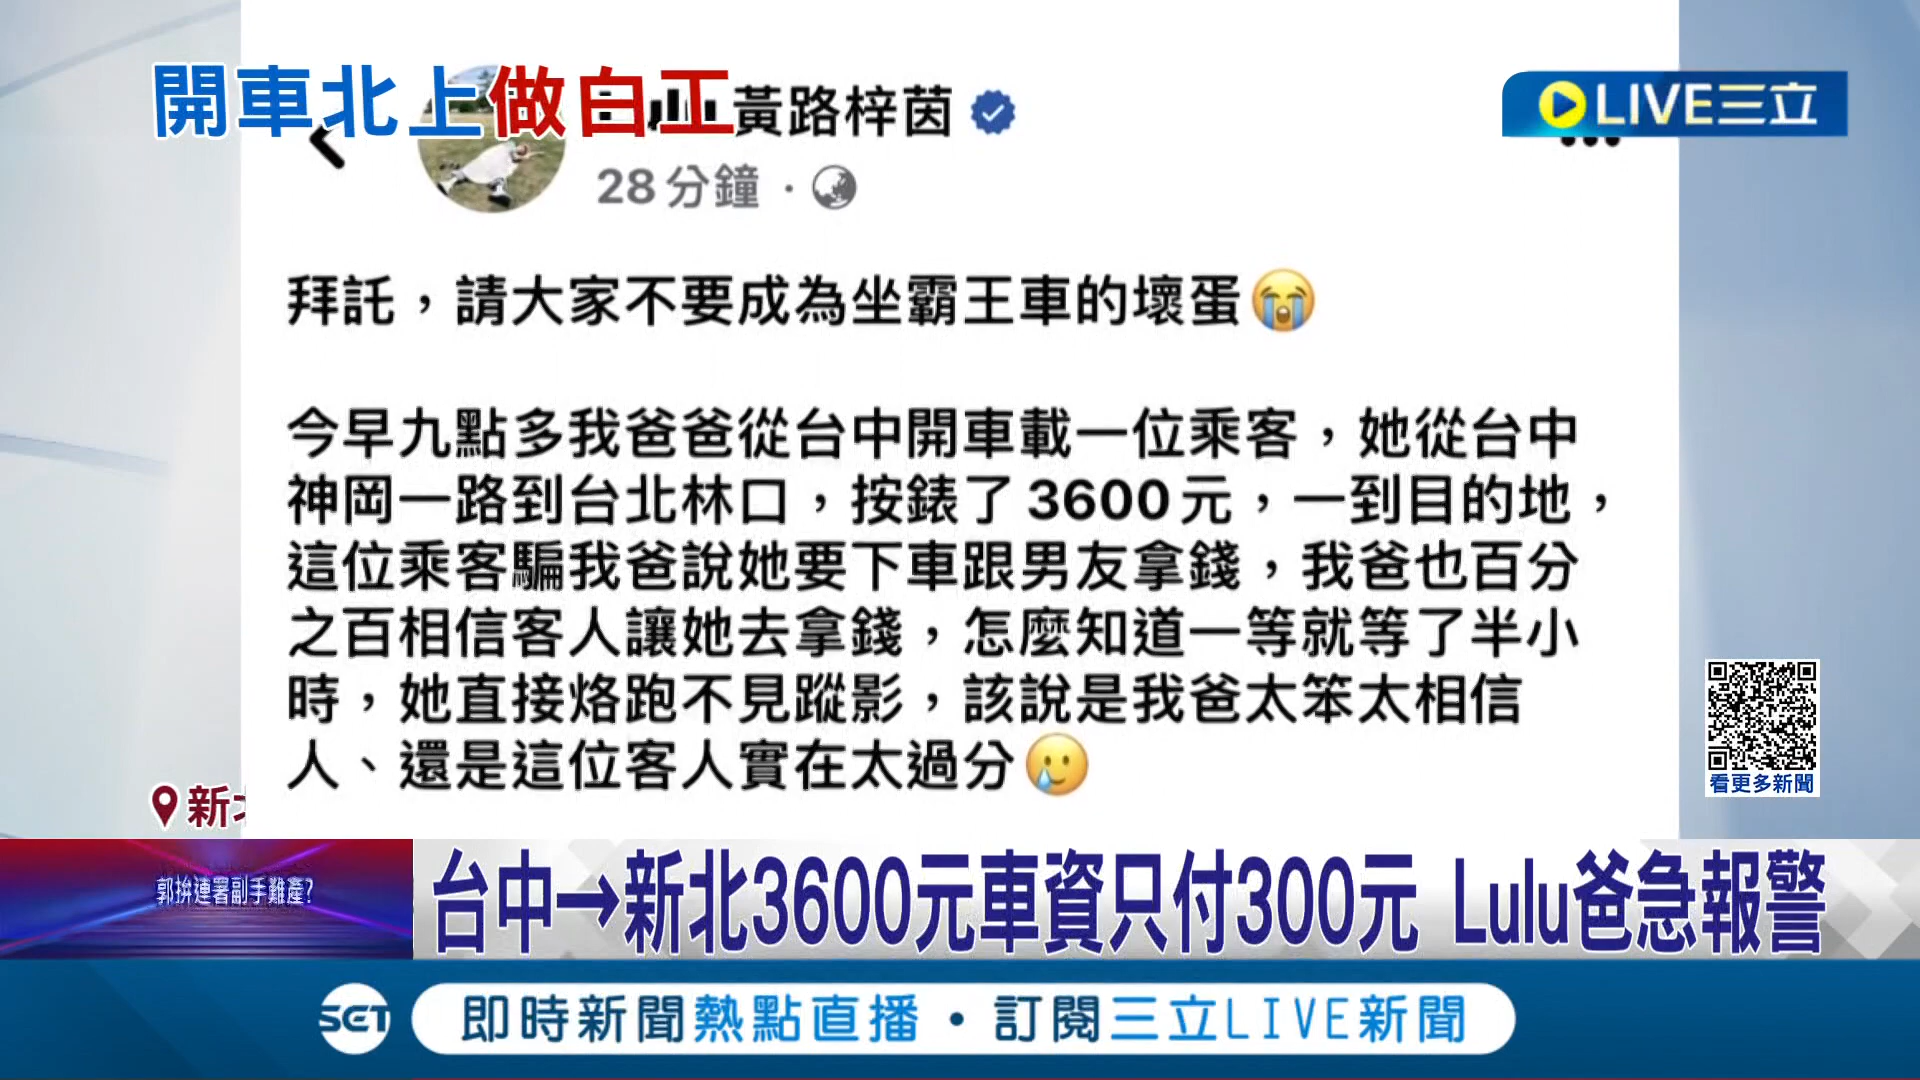 開車北上做白工
黃路梓茵
28分鐘
LIVE三立
拜託，請大家不要成為坐霸王車的壞蛋😭
今早九點多我爸爸從台中開車載一位乘客，她從台中
神岡一路到台北林口，按錶了3600元，一到目的地，
這位乘客騙我爸說她要下車跟男友拿錢，我爸也百分
之百相信客人讓她去拿錢，怎麼知道一等就等了半小
時，她直接烙跑不見蹤影，該說是我爸太笨太相信
人、還是這位客人實在太過分🥲
看更多新聞
新北
郭拚連署副手難產?
台中→新北3600元車資只付300元 Lulu爸急報警
SET
即時新聞熱點直播・訂閱三立LIVE新聞